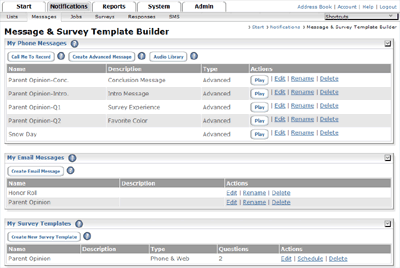 Start Notifications Reports System Admin
Address Book | Account | Help | Logout
Lists Messages Jobs Surveys Responses SMS
Shortcuts
Start Notifications Message & Survey Template Builder
Message & Survey Template Builder
My Phone Messages
Call Me To Record Create Advanced Message Audio Library
Name Description Type Actions
Parent Opinion-Conc. Conclusion Message Advanced Play Edit | Rename | Delete
Parent Opinion-Intro. Intro Message Advanced Play Edit | Rename | Delete
Parent Opinion-Q1 Survey Experience Advanced Play Edit | Rename | Delete
Parent Opinion-Q2 Favorite Color Advanced Play Edit | Rename | Delete
Snow Day Advanced Play Edit | Rename | Delete
My Email Messages
Create Email Message
Name Description Actions
Honor Roll Edit | Rename | Delete
Parent Opinion Edit | Rename | Delete
My Survey Templates
Create New Survey Template
Name Description Type Questions Actions
Parent Opinion Phone & Web 2 Edit | Schedule | Delete